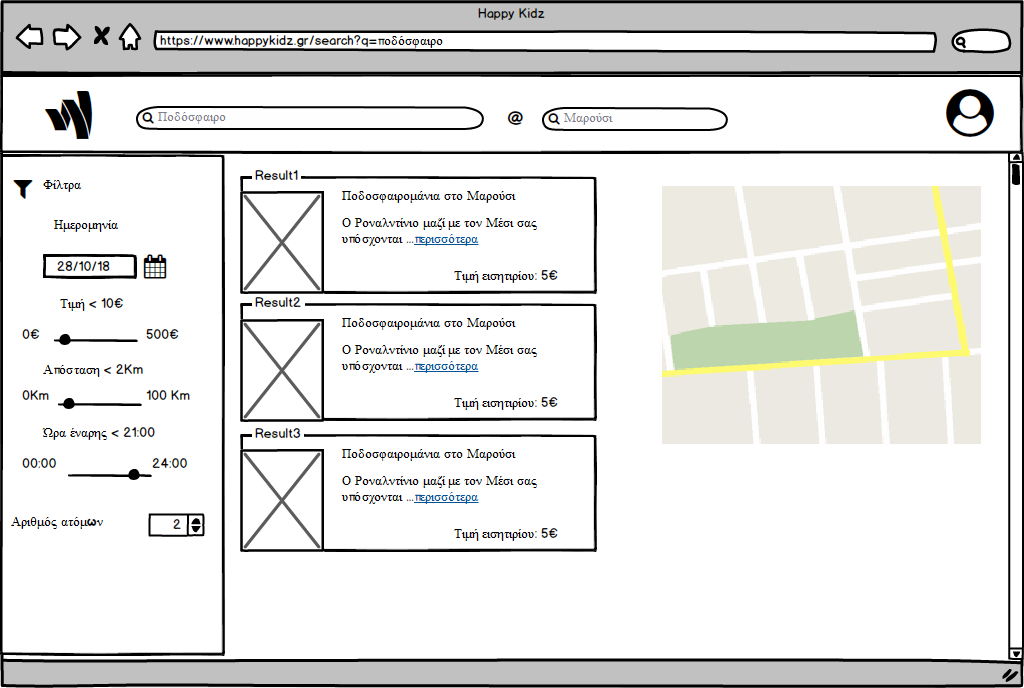 Happy Kidz
https://www.happykidz.gr/search?q=ποδόσφαιρο
Ποδόσφαιρο
@
Μαρούσι
Φίλτρα
Ημερομηνία
28/10/18
Τιμή < 10€
0€
500€
Απόσταση < 2Km
0Km
100 Km
Ώρα έναρης < 21:00
00:00
24:00
Αριθμός ατόμων
2
Result1
Ποδοσφαιρομάνια στο Μαρούσι
Ο Ροναλντίνιο μαζί με τον Μέσι σας
υπόσχονται ...περισσότερα
Τιμή εισητιρίου: 5€
Result2
Ποδοσφαιρομάνια στο Μαρούσι
Ο Ροναλντίνιο μαζί με τον Μέσι σας
υπόσχονται ...περισσότερα
Τιμή εισητιρίου: 5€
Result3
Ποδοσφαιρομάνια στο Μαρούσι
Ο Ροναλντίνιο μαζί με τον Μέσι σας
υπόσχονται ...περισσότερα
Τιμή εισητιρίου: 5€